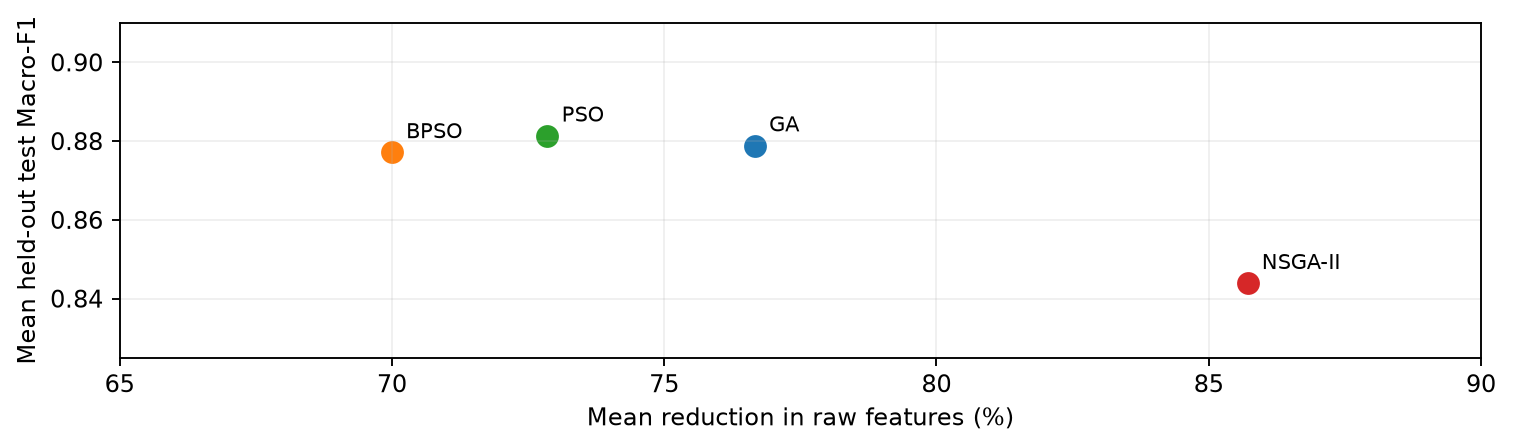 Mean held-out test Macro-F1
0.90
0.88
0.86
0.84
BPSO
PSO
GA
NSGA-II
65 70 75 80 85 90
Mean reduction in raw features (%)